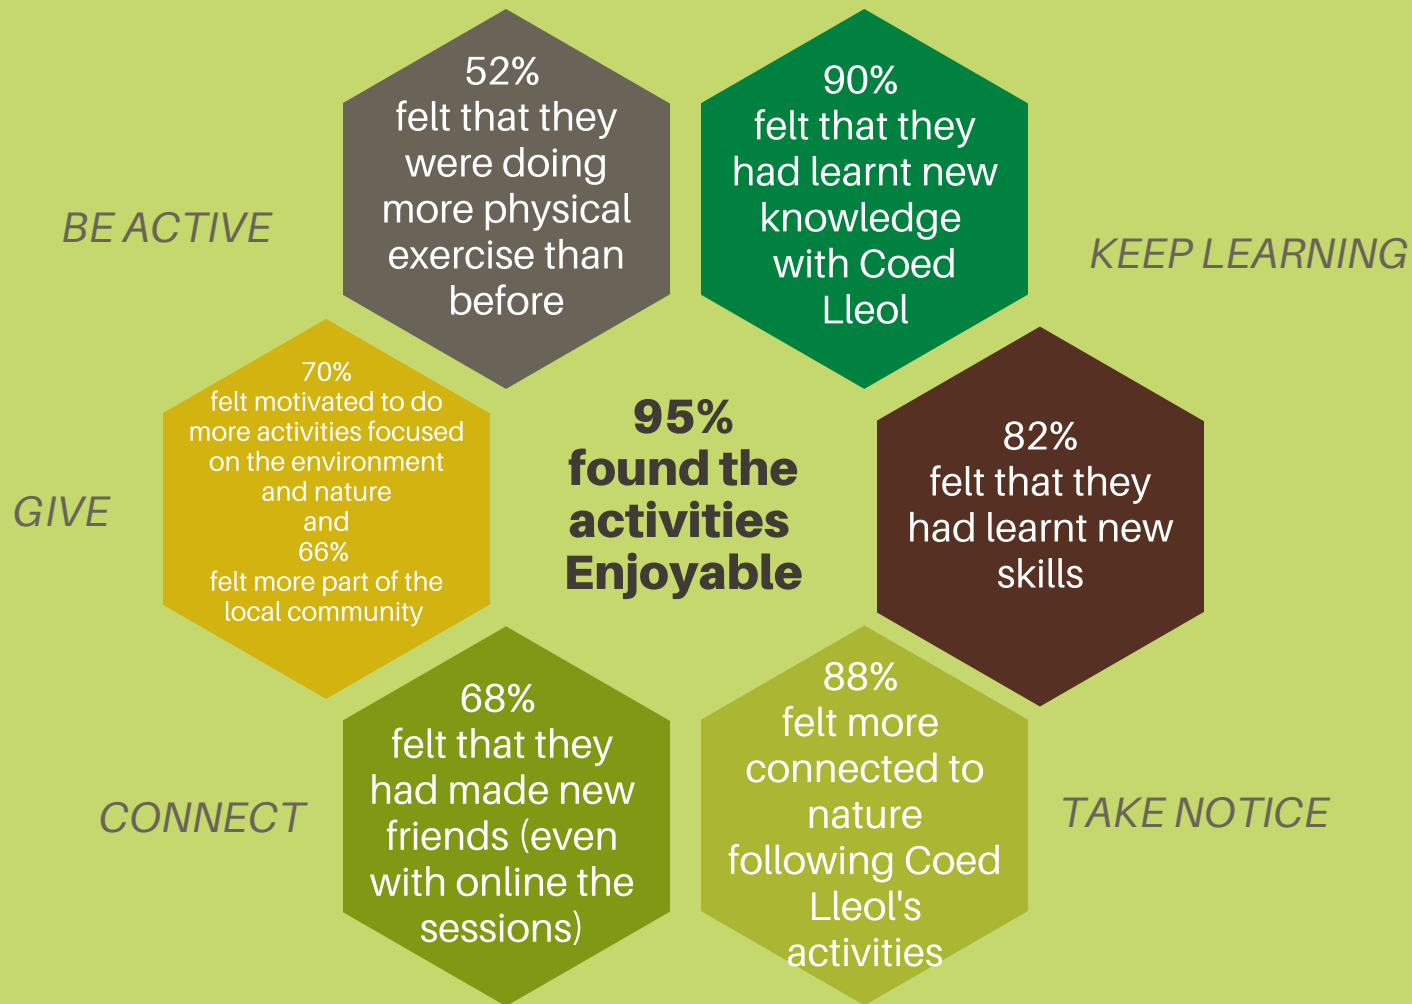 52%
felt that they
were doing
more physical
exercise than
before
90%
felt that they
had learnt new
knowledge
with Coed
Lleol
BE ACTIVE
KEEP LEARNING
70%
felt motivated to do
more activities focused
on the environment
and nature
and
66%
felt more part of the
local community
GIVE
95%
found the
activities
Enjoyable
82%
felt that they
had learnt new
skills
68%
felt that they
had made new
friends (even
with online the
sessions)
CONNECT
88%
felt more
connected to
nature
following Coed
Lleol's
activities
TAKE NOTICE